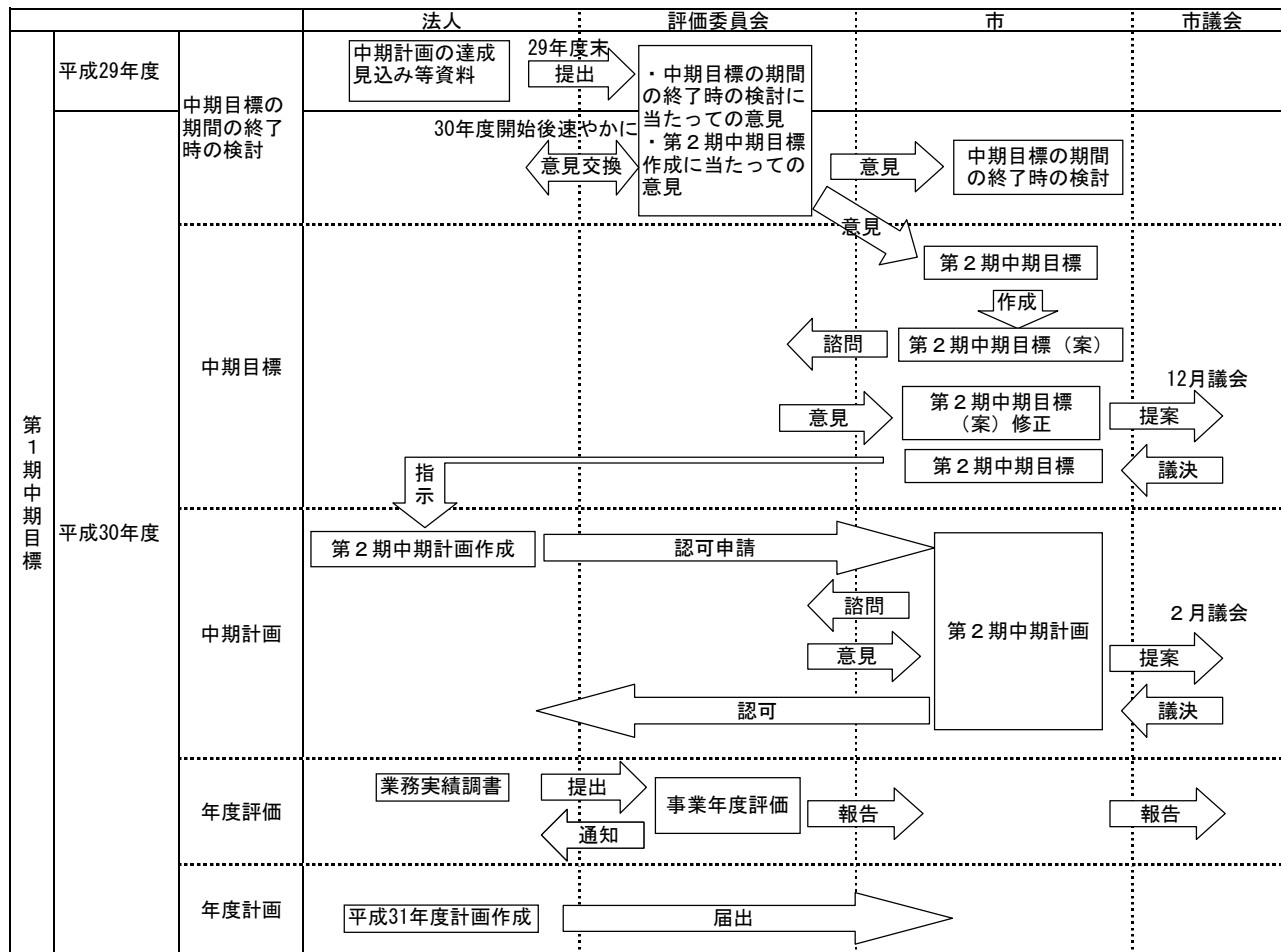 法人
評価委員会
市
市議会
第1期中期目標
平成29年度
中期目標の
期間の終了
時の検討
中期計画の達成
見込み等資料
29年度末
提出
・中期目標の期間
の終了時の検討に
当たっての意見
・第2期中期目標
作成に当たっての
意見
30年度開始後速やかに
意見交換
意見
中期目標の期間
の終了時の検討
意見
平成30年度
中期目標
第2期中期目標
作成
諮問
第2期中期目標(案)
12月議会
意見
第2期中期目標
(案)修正
提案
指示
第2期中期目標
議決
中期計画
第2期中期計画作成
認可申請
諮問
第2期中期計画
2月議会
意見
提案
認可
議決
年度評価
業務実績調書
提出
事業年度評価
報告
報告
通知
年度計画
平成31年度計画作成
届出